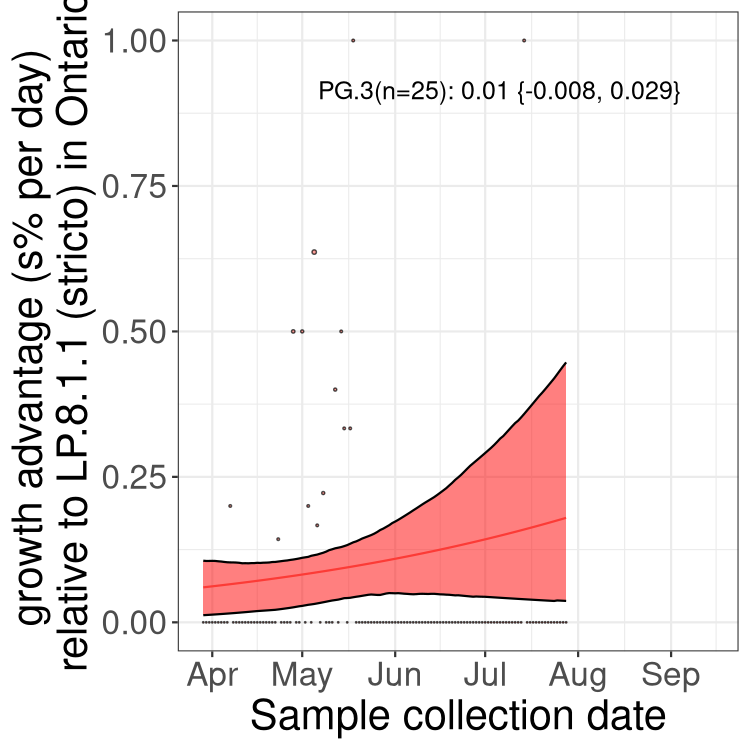 growth advantage (s% per day)
relative to LP.8.1.1 (stricto) in Ontario
1.00
0.75
0.50
0.25
0.00
PG.3(n=25): 0.01 {-0.008, 0.029}
Apr May Jun Jul Aug Sep
Sample collection date